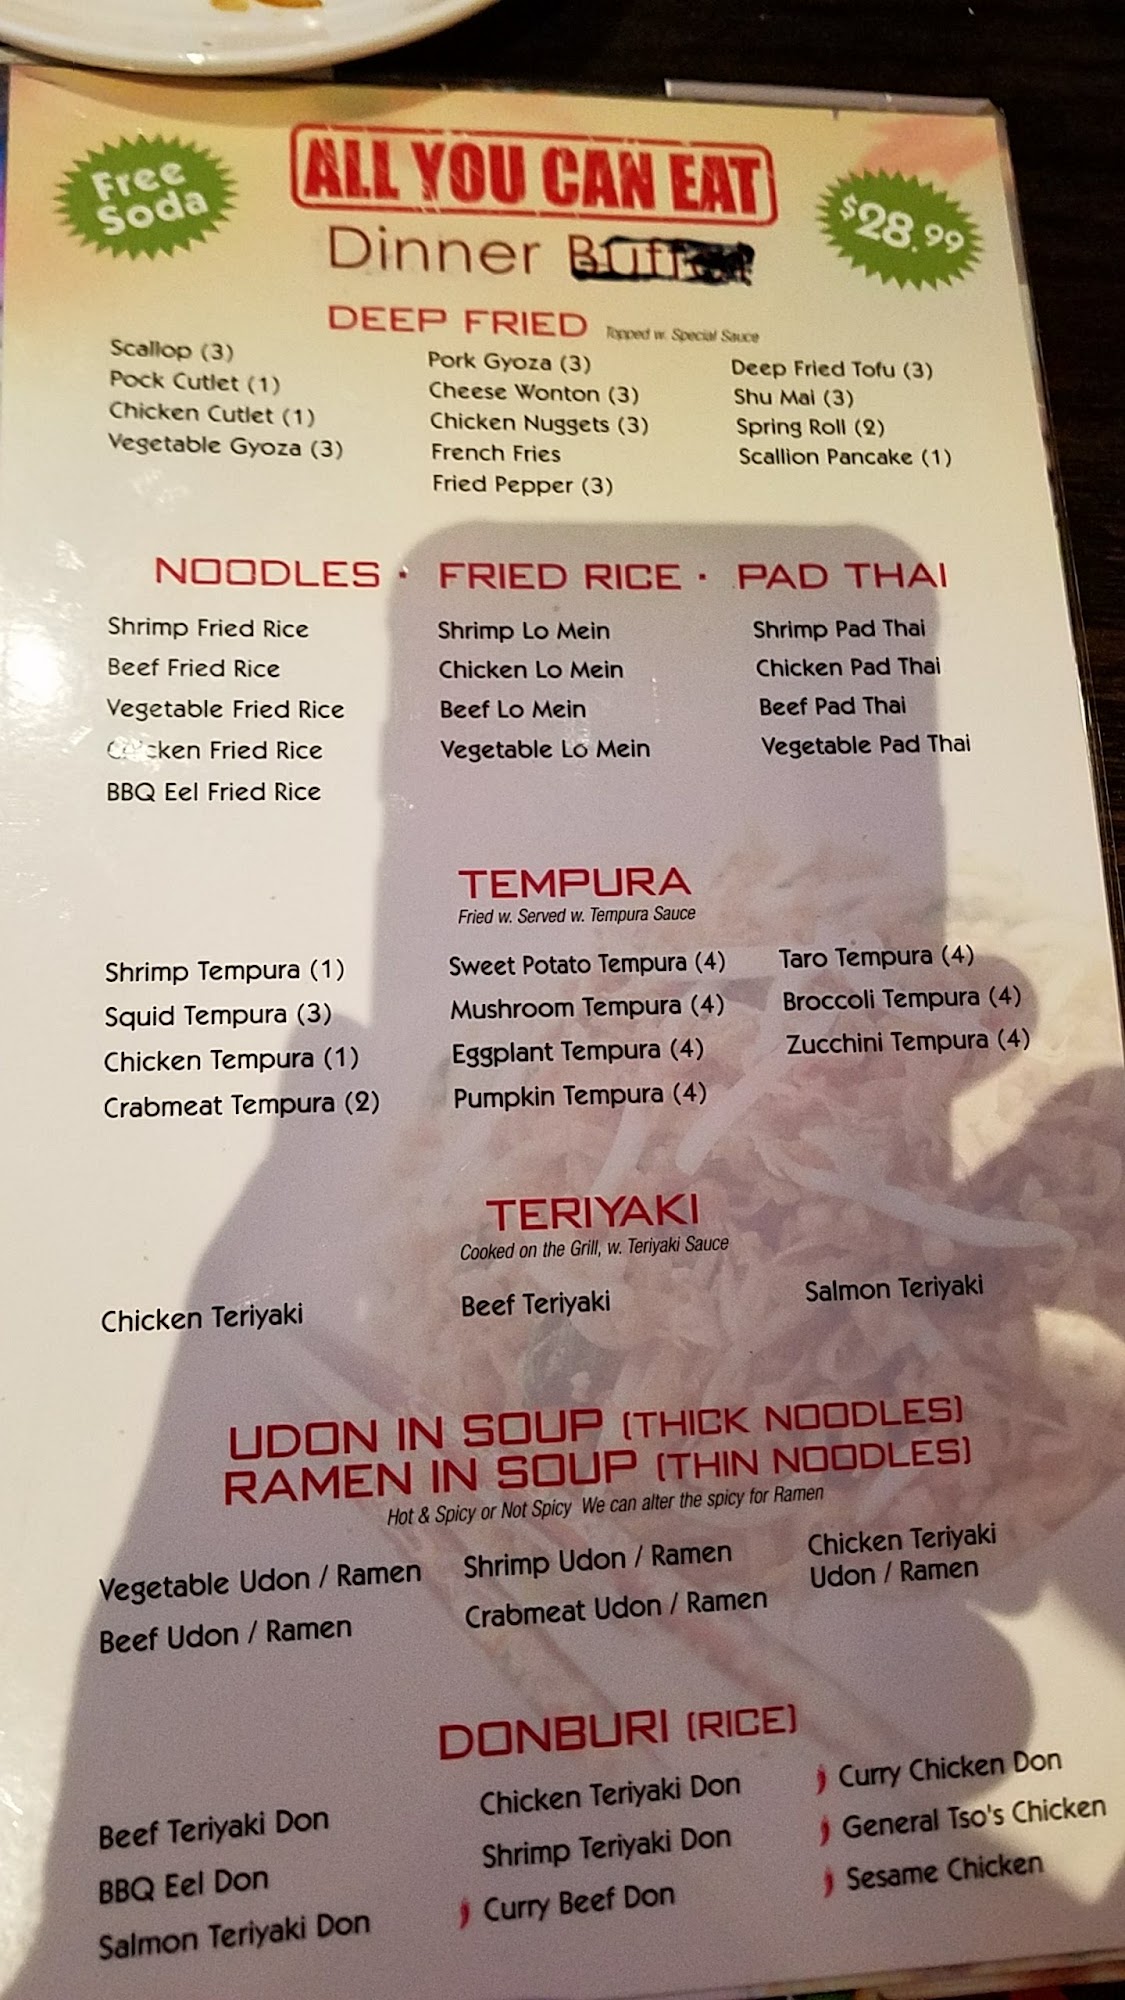 Free
Soda
ALL YOU CAN EAT
$28.99
Dinner
DEEP FRIED Topped w. Special Sauce
Scallop (3)
Pock Cutlet (1)
Chicken Cutlet (1)
Vegetable Gyoza (3)
Pork Gyoza (3)
Cheese Wonton (3)
Chicken Nuggets (3)
French Fries
Fried Pepper (3)
Deep Fried Tofu (3)
Shu Mai (3)
Spring Roll (2)
Scallion Pancake (1)
NOODLES · FRIED RICE · PAD THAI
Shrimp Fried Rice
Beef Fried Rice
Vegetable Fried Rice
Chicken Fried Rice
BBQ Eel Fried Rice
Shrimp Lo Mein
Chicken Lo Mein
Beef Lo Mein
Vegetable Lo Mein
Shrimp Pad Thai
Chicken Pad Thai
Beef Pad Thai
Vegetable Pad Thai
TEMPURA
Fried w. Served w. Tempura Sauce
Shrimp Tempura (1)
Squid Tempura (3)
Chicken Tempura (1)
Crabmeat Tempura (2)
Sweet Potato Tempura (4)
Mushroom Tempura (4)
Eggplant Tempura (4)
Pumpkin Tempura (4)
Taro Tempura (4)
Broccoli Tempura (4)
Zucchini Tempura (4)
TERIYAKI
Cooked on the Grill, w. Teriyaki Sauce
Chicken Teriyaki
Beef Teriyaki
Salmon Teriyaki
UDON IN SOUP (THICK NOODLES)
RAMEN IN SOUP (THIN NOODLES)
Hot & Spicy or Not Spicy We can alter the spicy for Ramen
Vegetable Udon / Ramen
Beef Udon / Ramen
Shrimp Udon / Ramen
Crabmeat Udon / Ramen
Chicken Teriyaki
Udon / Ramen
DONBURI (RICE)
Beef Teriyaki Don
BBQ Eel Don
Salmon Teriyaki Don
Chicken Teriyaki Don
Shrimp Teriyaki Don
Curry Beef Don
Curry Chicken Don
General Tso's Chicken
Sesame Chicken